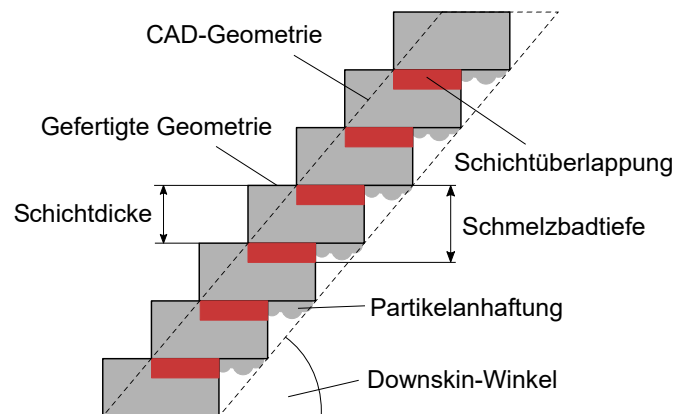 CAD-Geometrie
Gefertigte Geometrie
Schichtüberlappung
Schichtdicke
Schmelzbadtiefe
Partikelanhaftung
Downskin-Winkel